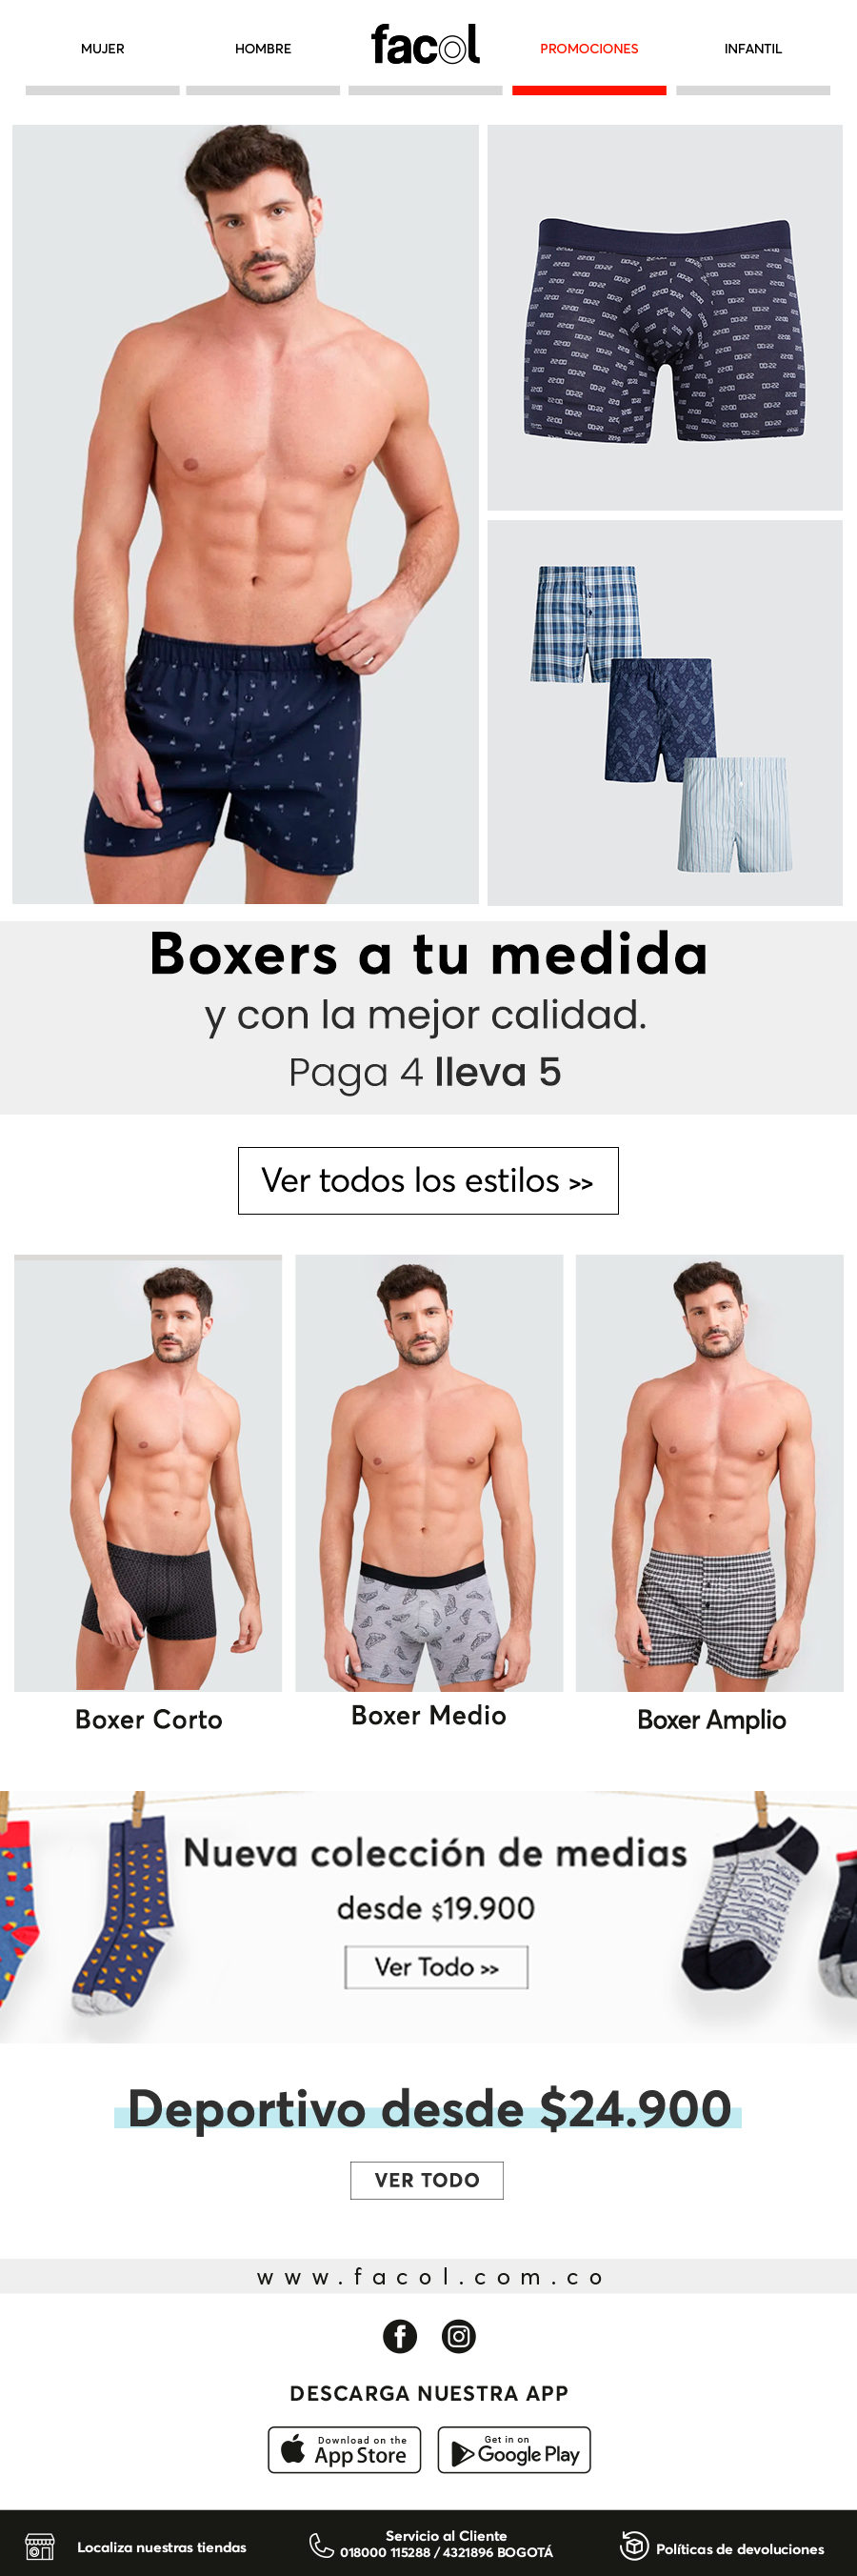 MUJER
HOMBRE
facol
PROMOCIONES
INFANTIL
Boxers a tu medida
y con la mejor calidad.
Paga 4 lleva 5
Ver todos los estilos >>
Boxer Corto
Boxer Medio
Boxer Amplio
Nueva colección de medias
desde $19.900
Ver Todo >>
Deportivo desde $24.900
VER TODO
www.facol.com.co
DESCARGA NUESTRA APP
Download on the
App Store
Get in on
Google Play
Localiza nuestras tiendas
Servicio al Cliente
018000 115288 / 4321896 BOGOTÁ
Políticas de devoluciones